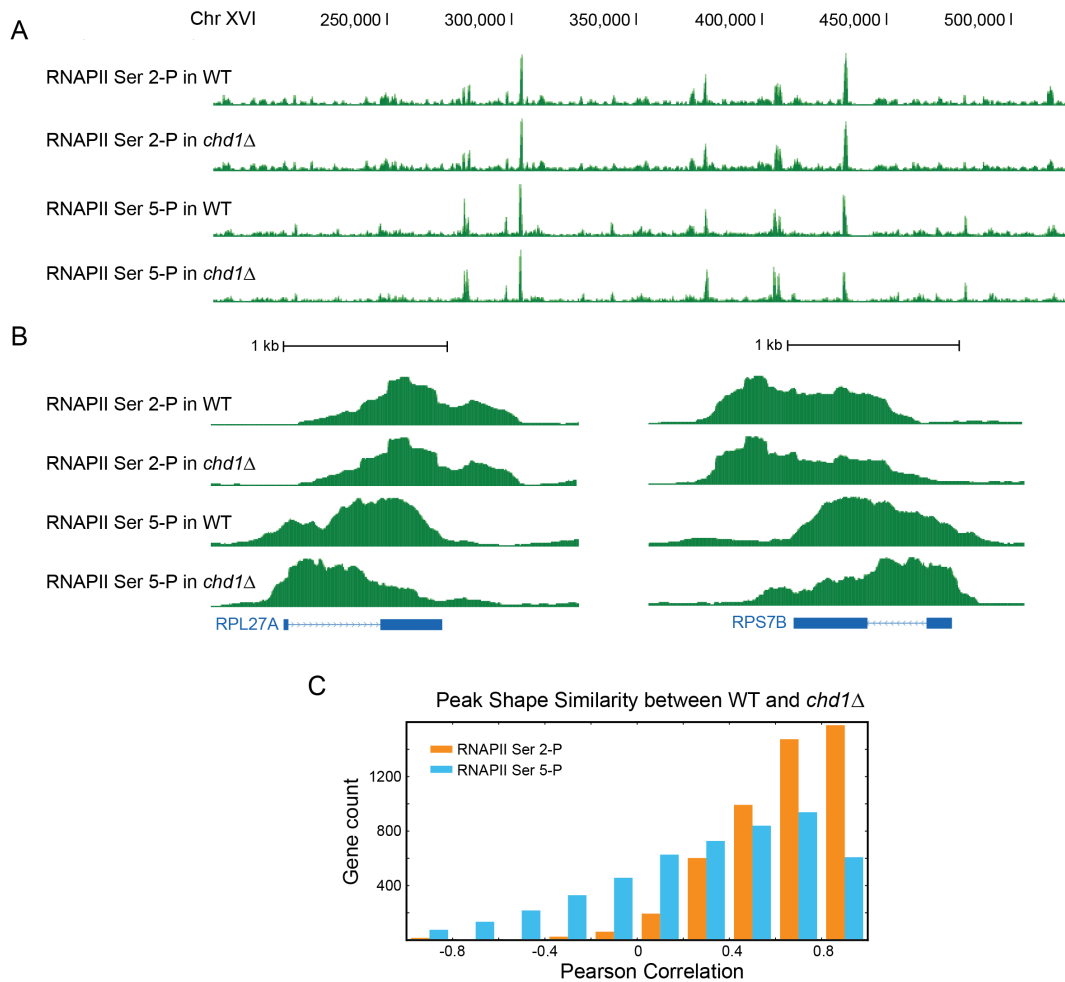 A
Chr XVI 250,000 300,000 350,000 400,000 450,000 500,000
RNAPII Ser 2-P in WT
RNAPII Ser 2-P in chd1Δ
RNAPII Ser 5-P in WT
RNAPII Ser 5-P in chd1Δ
B
1 kb 1 kb
RNAPII Ser 2-P in WT
RNAPII Ser 2-P in chd1Δ
RNAPII Ser 5-P in WT
RNAPII Ser 5-P in chd1Δ
RPL27A RPS7B
C
Peak Shape Similarity between WT and chd1Δ
RNAPII Ser 2-P
RNAPII Ser 5-P
Gene count
1200
800
400
-0.8 -0.4 0 0.4 0.8
Pearson Correlation